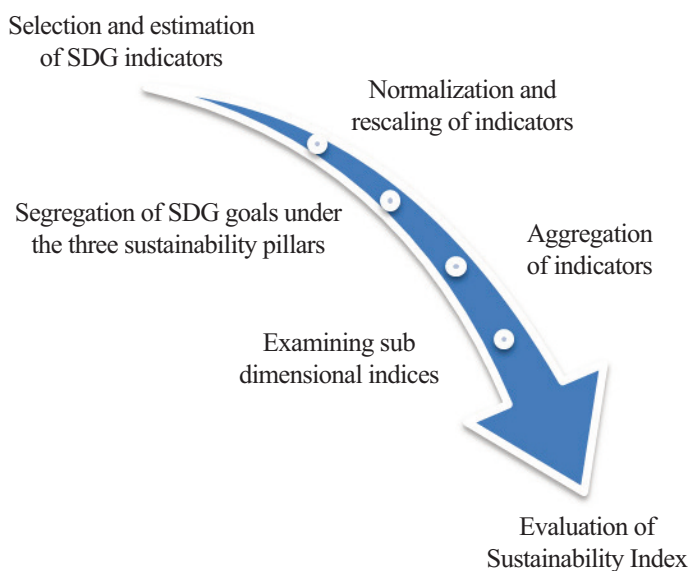 Selection and estimation
of SDG indicators
Normalization and
rescaling of indicators
Segregation of SDG goals under
the three sustainability pillars
Aggregation
of indicators
Examining sub
dimensional indices
Evaluation of
Sustainability Index